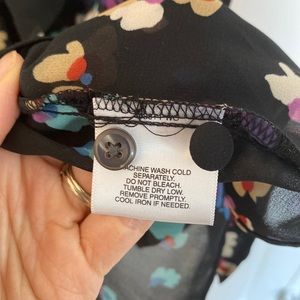 MACHINE WASH COLD
SEPARATELY.
DO NOT BLEACH.
TUMBLE DRY LOW.
REMOVE PROMPTLY.
COOL IRON IF NEEDED.